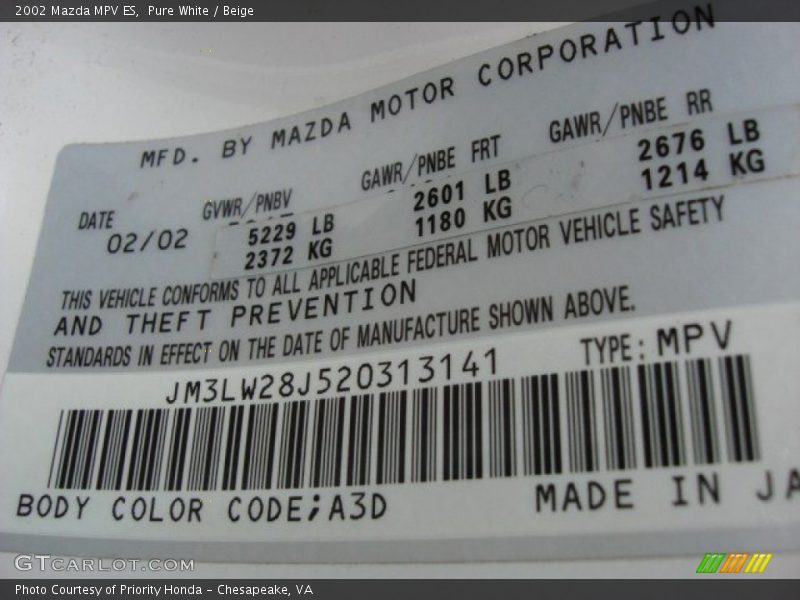 2002 Mazda MPV ES, Pure White / Beige
MFD. BY MAZDA MOTOR CORPORATION
DATE GVWR/PNBV GAWR/PNBE FRT GAWR/PNBE RR
02/02 5229 LB 2601 LB 2676 LB
2372 KG 1180 KG 1214 KG
THIS VEHICLE CONFORMS TO ALL APPLICABLE FEDERAL MOTOR VEHICLE SAFETY
AND THEFT PREVENTION
STANDARDS IN EFFECT ON THE DATE OF MANUFACTURE SHOWN ABOVE.
JM3LW28J520313141 TYPE: MPV
BODY COLOR CODE;A3D MADE IN JA
GTCARLOT.COM
Photo Courtesy of Priority Honda - Chesapeake, VA